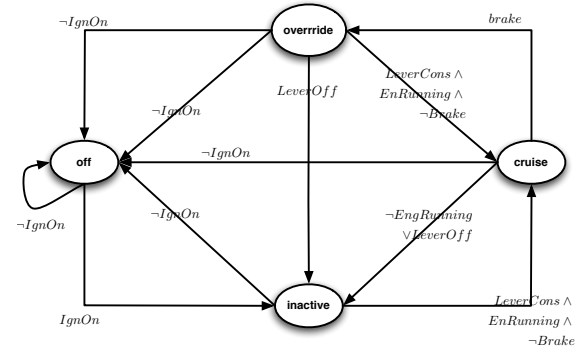 ¬IgnOn
overrride
brake
LeverCons ∧
EnRunning ∧
¬Brake
LeverOff
¬IgnOn
¬IgnOn
off
cruise
¬IgnOn
¬IgnOn
¬EngRunning
∨LeverOff
inactive
IgnOn
LeverCons ∧
EnRunning ∧
¬Brake